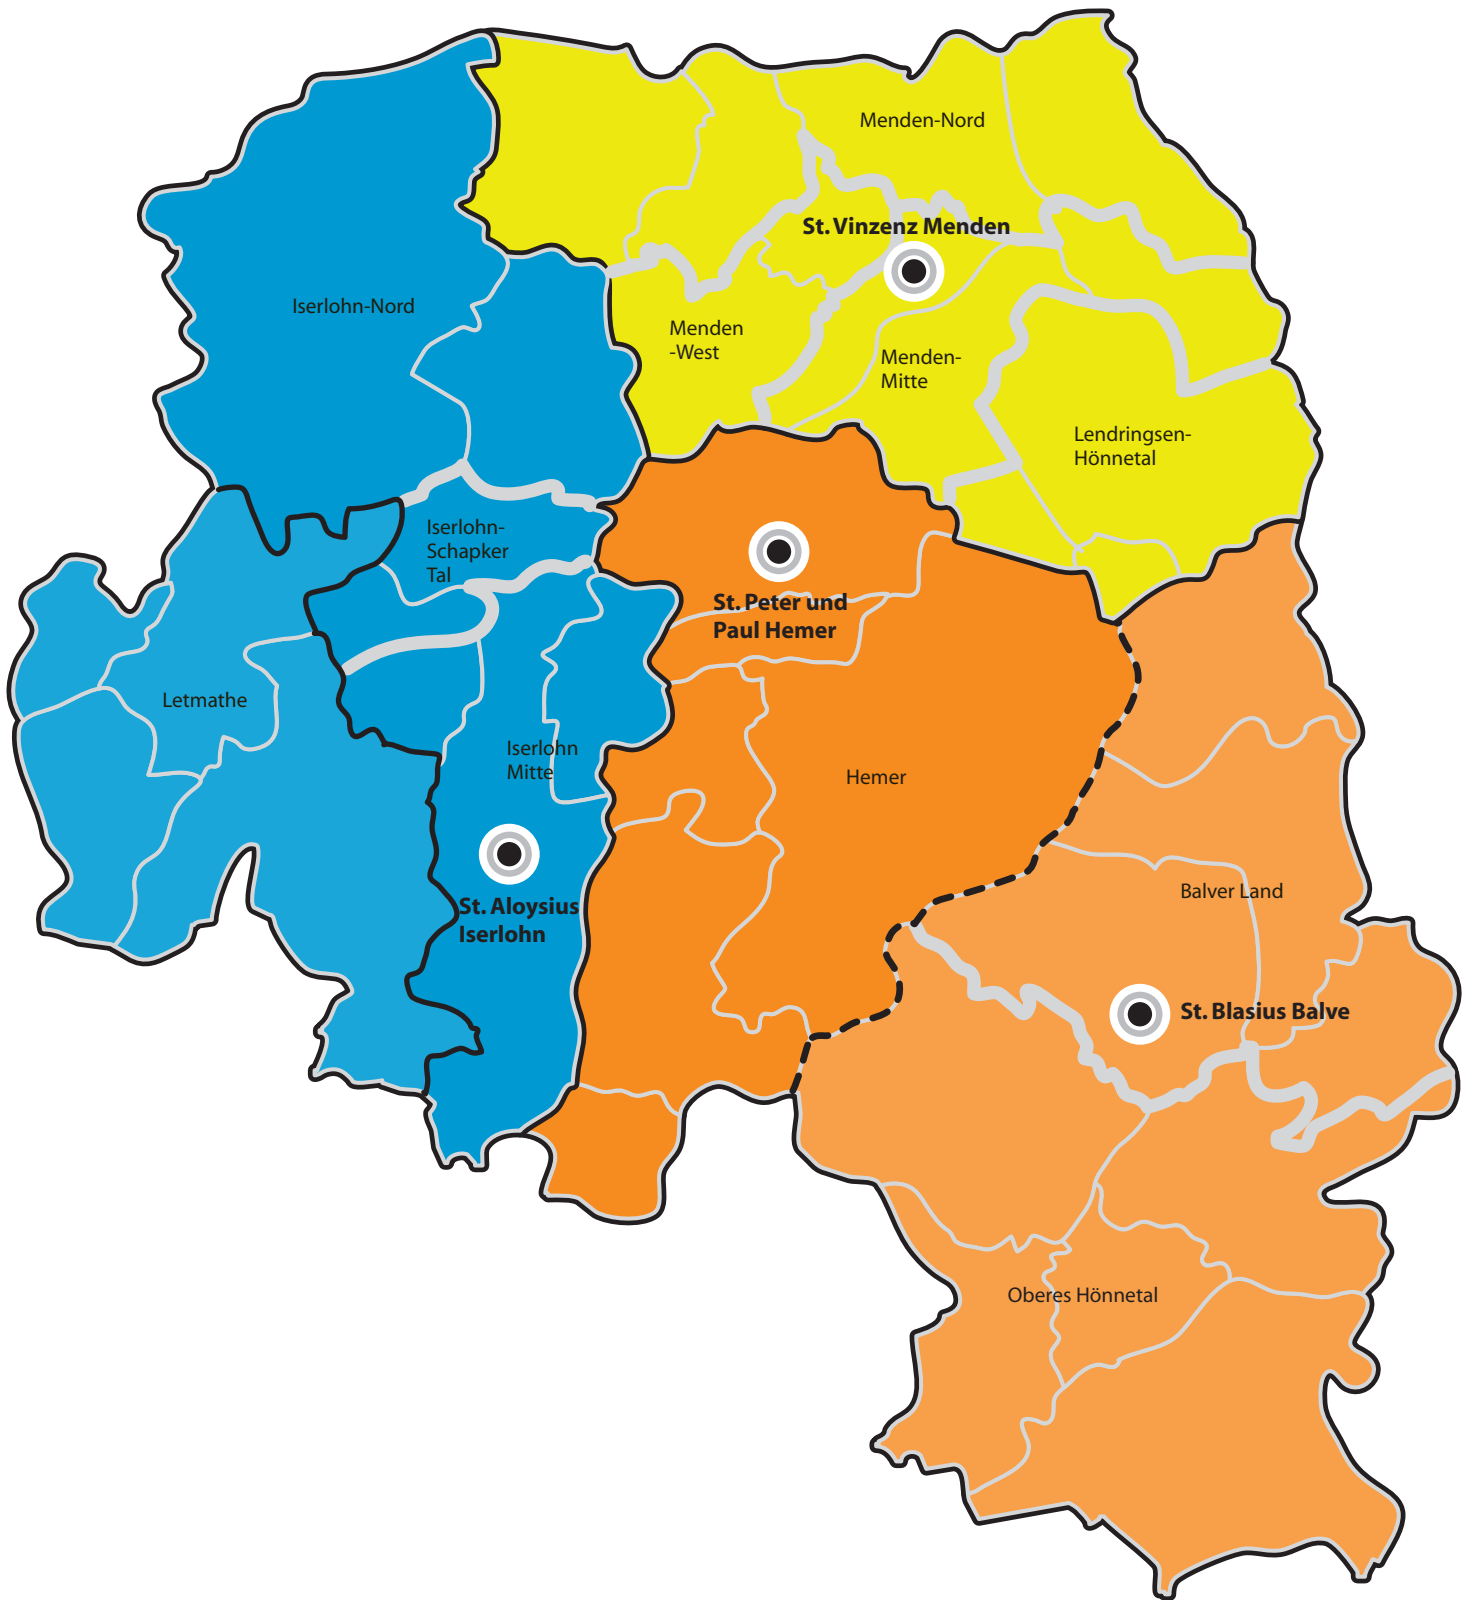 Menden-Nord
St. Vinzenz Menden
Iserlohn-Nord
Menden
-West
Menden-
Mitte
Lendringsen-
Hönnetal
Iserlohn-
Schapker
Tal
St. Peter und
Paul Hemer
Letmathe
Iserlohn
Mitte
Hemer
Balver Land
St. Aloysius
Iserlohn
St. Blasius Balve
Oberes Hönnetal